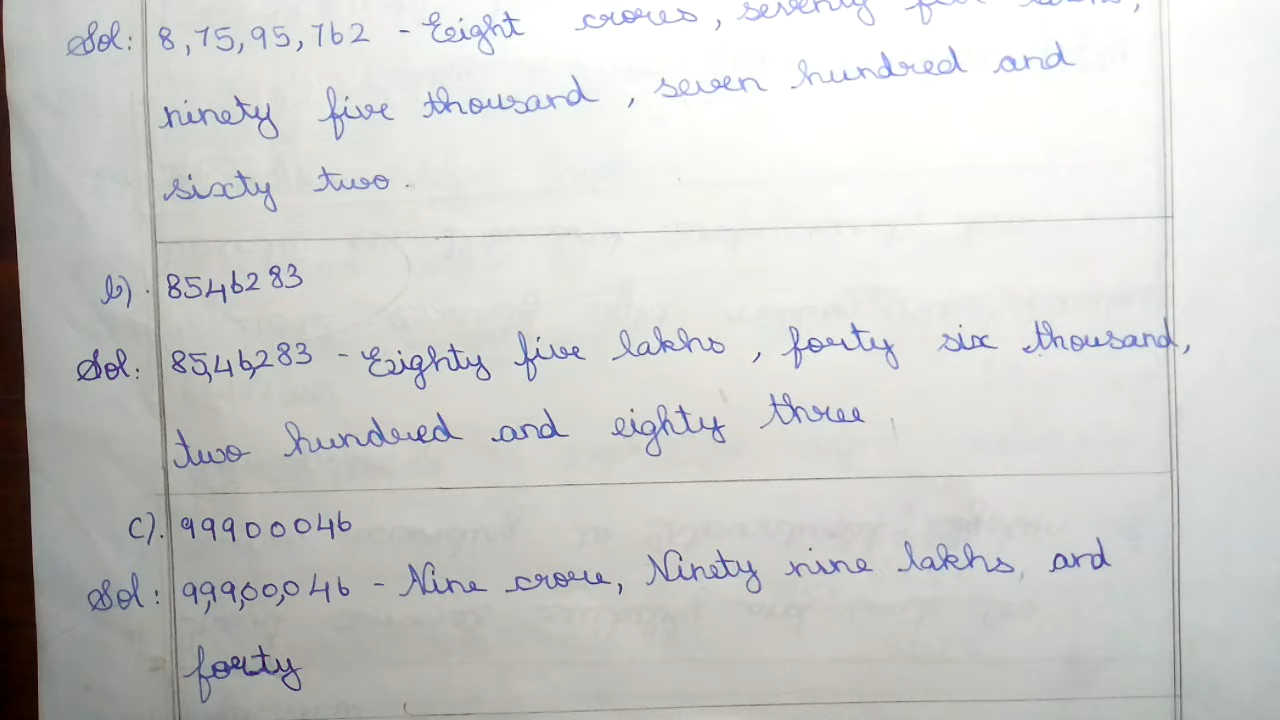 Sol: 8,75,95,762 - Eight crores, seventy five
ninety five thousand, seven hundred and
sixty two.
b). 8546283
Sol: 85,46,283 - Eighty five lakhs, forty six thousand,
two hundred and eighty three
c). 99900046
Sol: 9,99,00,046 - Nine crore, Ninety nine lakhs, and
forty